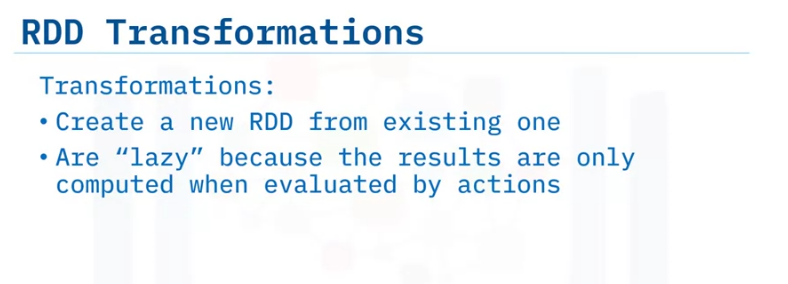 RDD Transformations
Transformations:
• Create a new RDD from existing one
• Are “lazy” because the results are only
computed when evaluated by actions